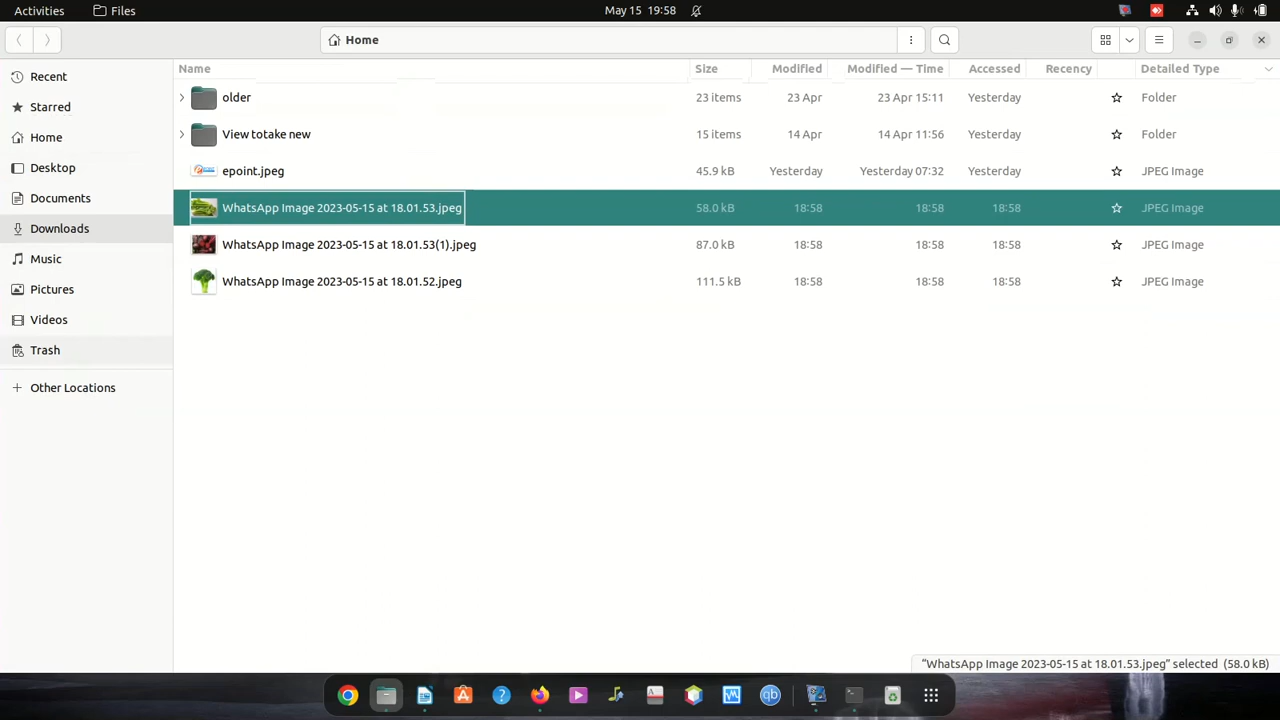 Activities Files May 15 19:58
Home
Name Size Modified Modified — Time Accessed Recency Detailed Type
Recent
Starred
Home
Desktop
Documents
Downloads
Music
Pictures
Videos
Trash
Other Locations
older 23 items 23 Apr 23 Apr 15:11 Yesterday Folder
View totake new 15 items 14 Apr 14 Apr 11:56 Yesterday Folder
epoint.jpeg 45.9 kB Yesterday Yesterday 07:32 Yesterday JPEG Image
WhatsApp Image 2023-05-15 at 18.01.53.jpeg 58.0 kB 18:58 18:58 18:58 JPEG Image
WhatsApp Image 2023-05-15 at 18.01.53(1).jpeg 87.0 kB 18:58 18:58 18:58 JPEG Image
WhatsApp Image 2023-05-15 at 18.01.52.jpeg 111.5 kB 18:58 18:58 18:58 JPEG Image
“WhatsApp Image 2023-05-15 at 18.01.53.jpeg” selected (58.0 kB)
qb